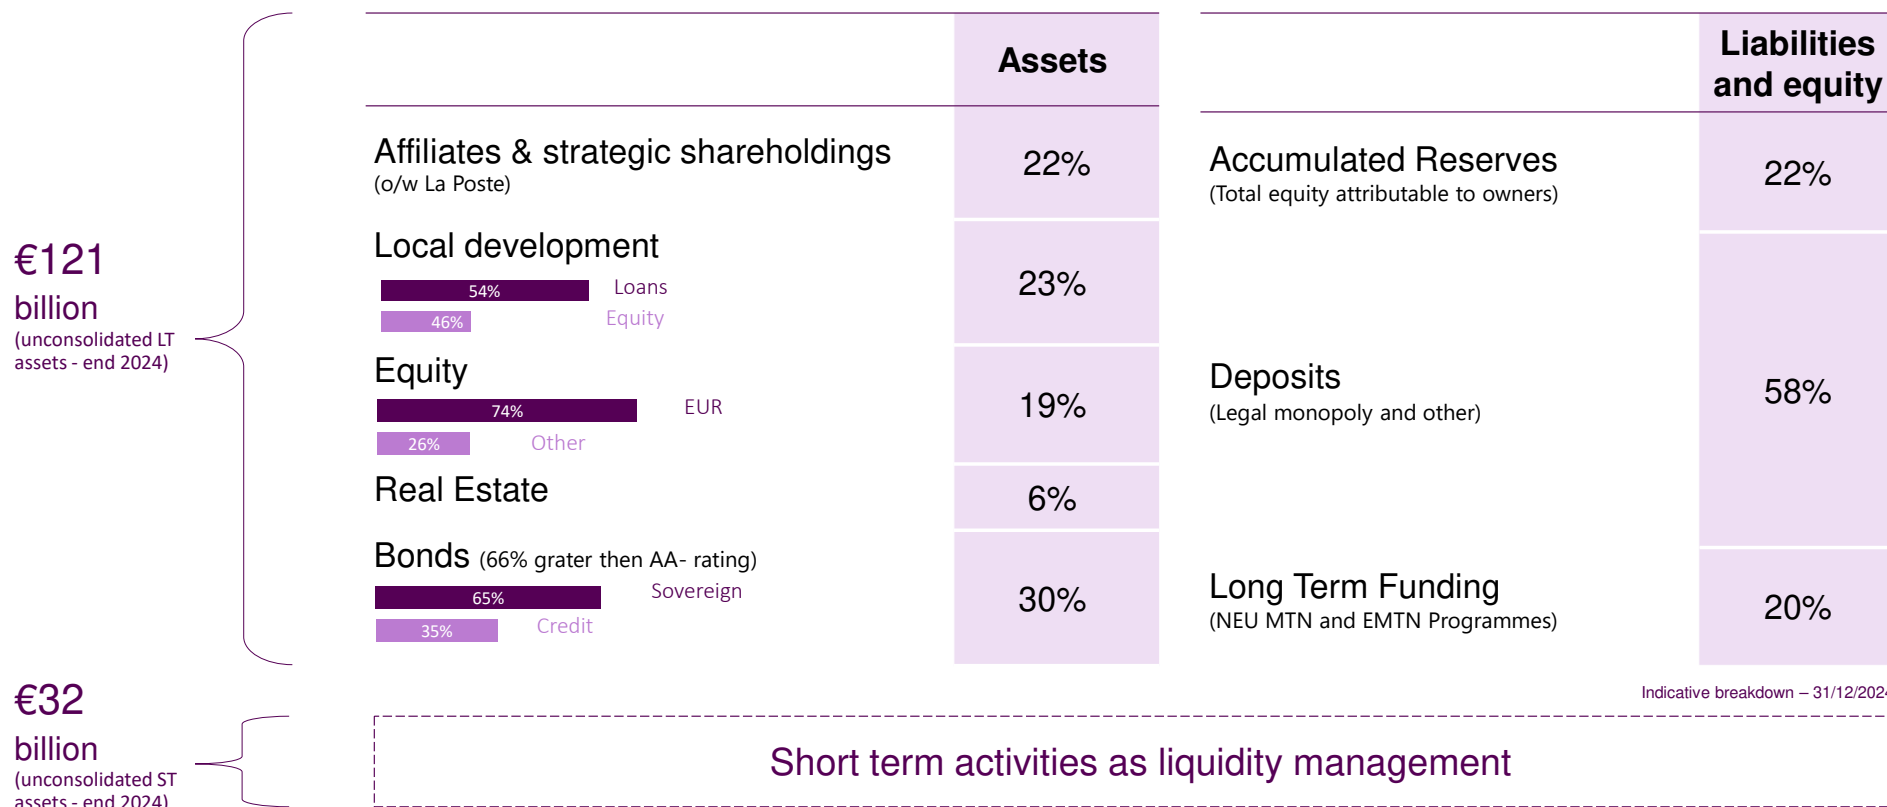 €121
billion
(unconsolidated LT
assets - end 2024)
Assets
Affiliates & strategic shareholdings
(o/w La Poste)
22%
Local development
54%
Loans
46%
Equity
23%
Equity
74%
EUR
26%
Other
19%
Real Estate
6%
Bonds (66% grater then AA- rating)
65%
Sovereign
35%
Credit
30%
Liabilities
and equity
Accumulated Reserves
(Total equity attributable to owners)
22%
Deposits
(Legal monopoly and other)
58%
Long Term Funding
(NEU MTN and EMTN Programmes)
20%
Indicative breakdown – 31/12/2024
€32
billion
(unconsolidated ST
assets - end 2024)
Short term activities as liquidity management